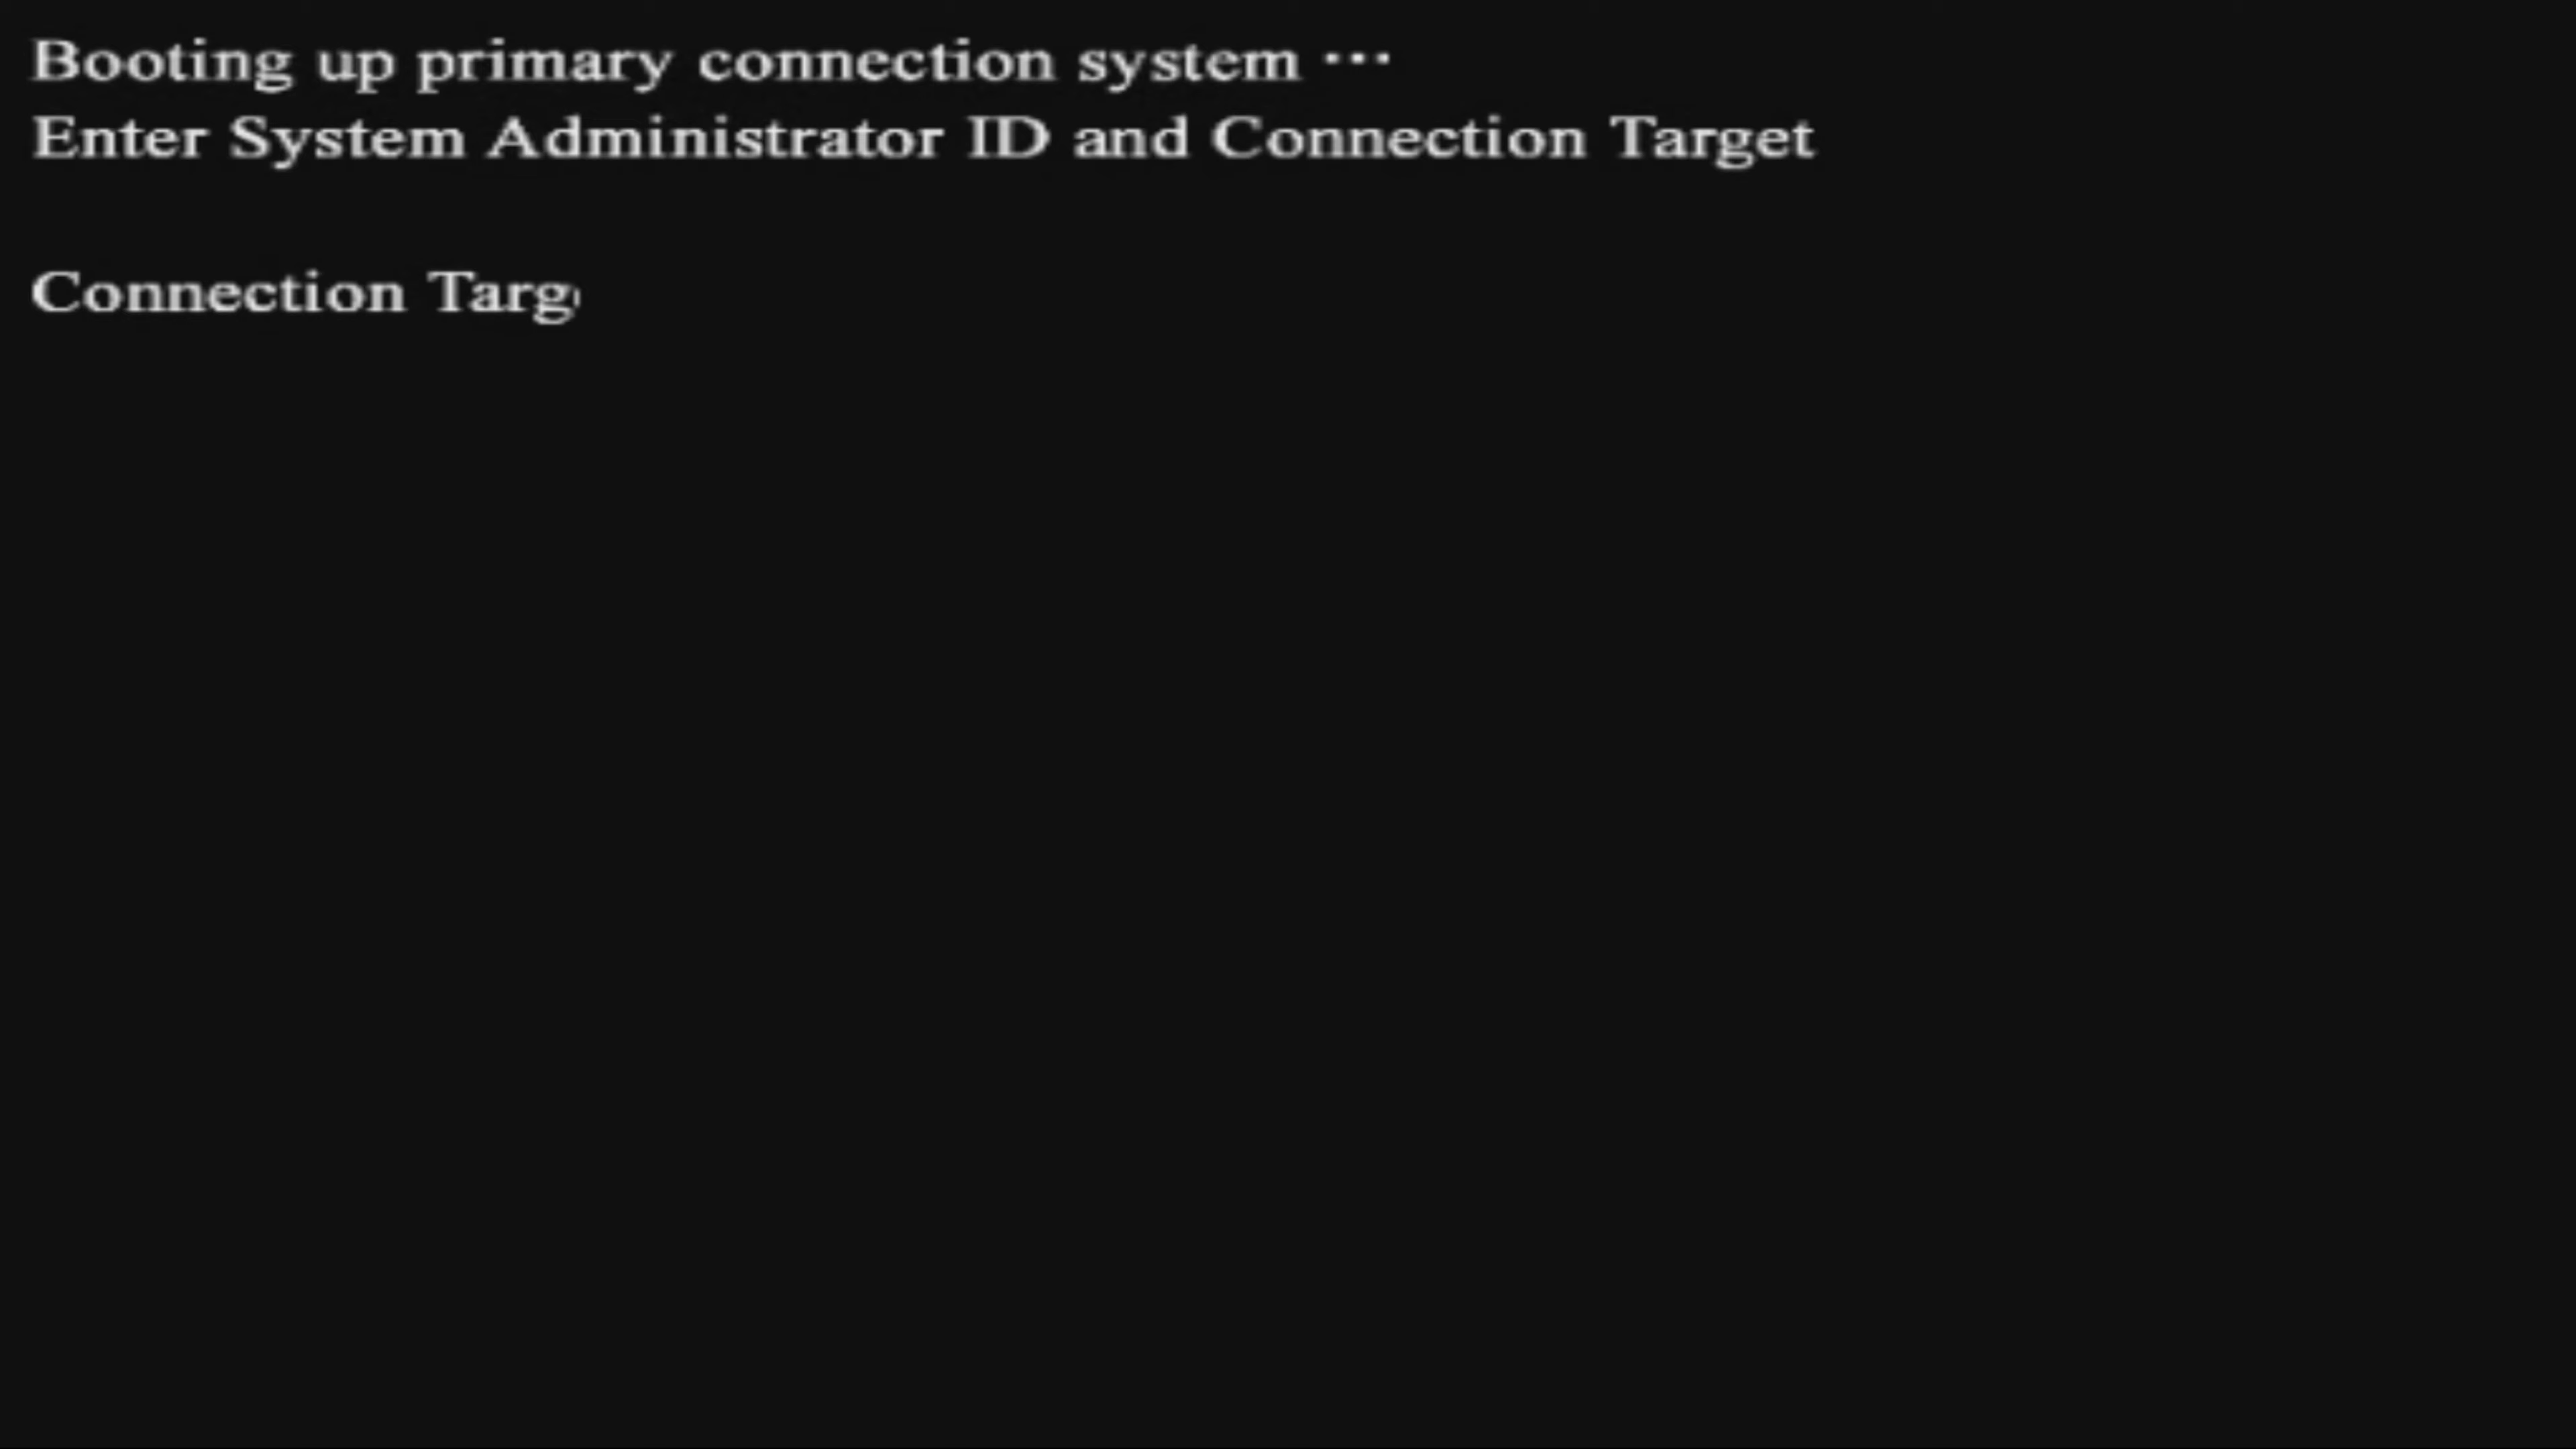 Booting up primary connection system ···
Enter System Administrator ID and Connection Target
Connection Targ